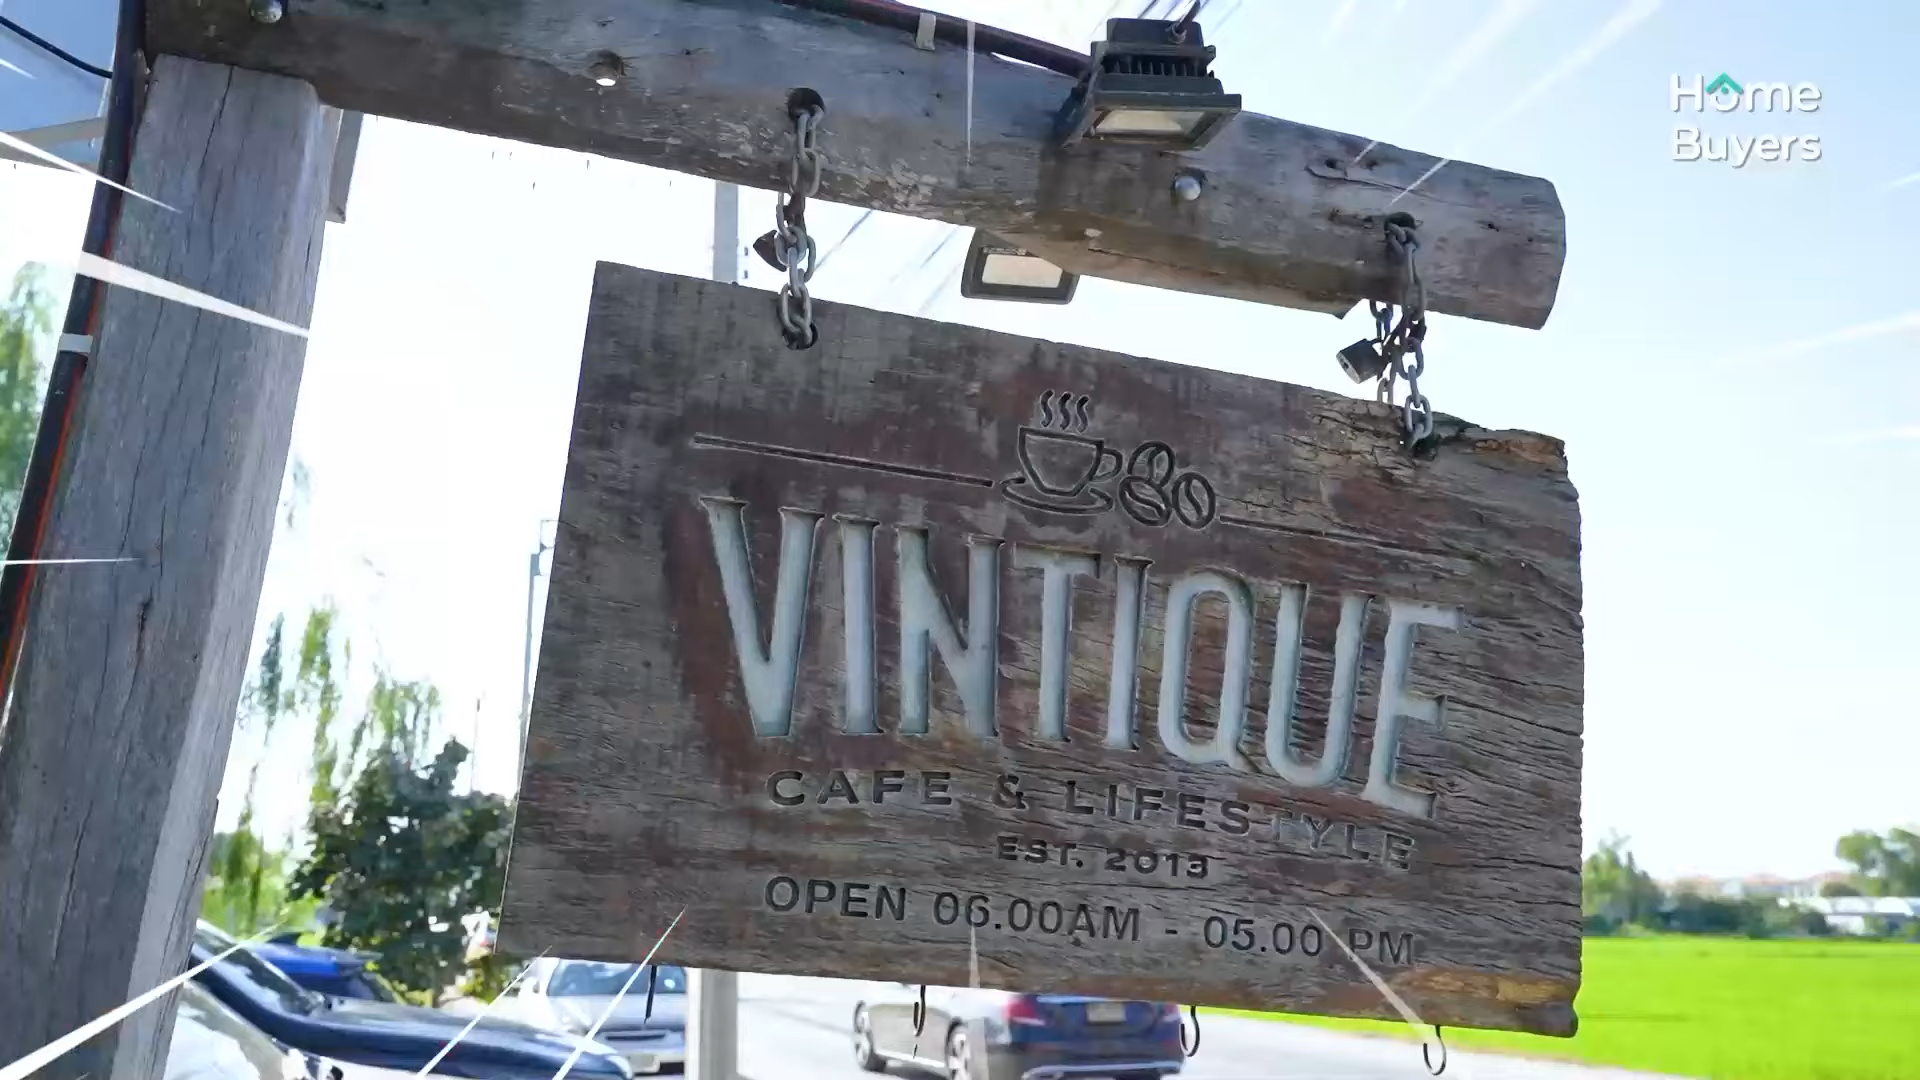 Home
Buyers
VINTIQUE
CAFE & LIFESTYLE
EST. 2013
OPEN 06.00AM - 05.00 PM